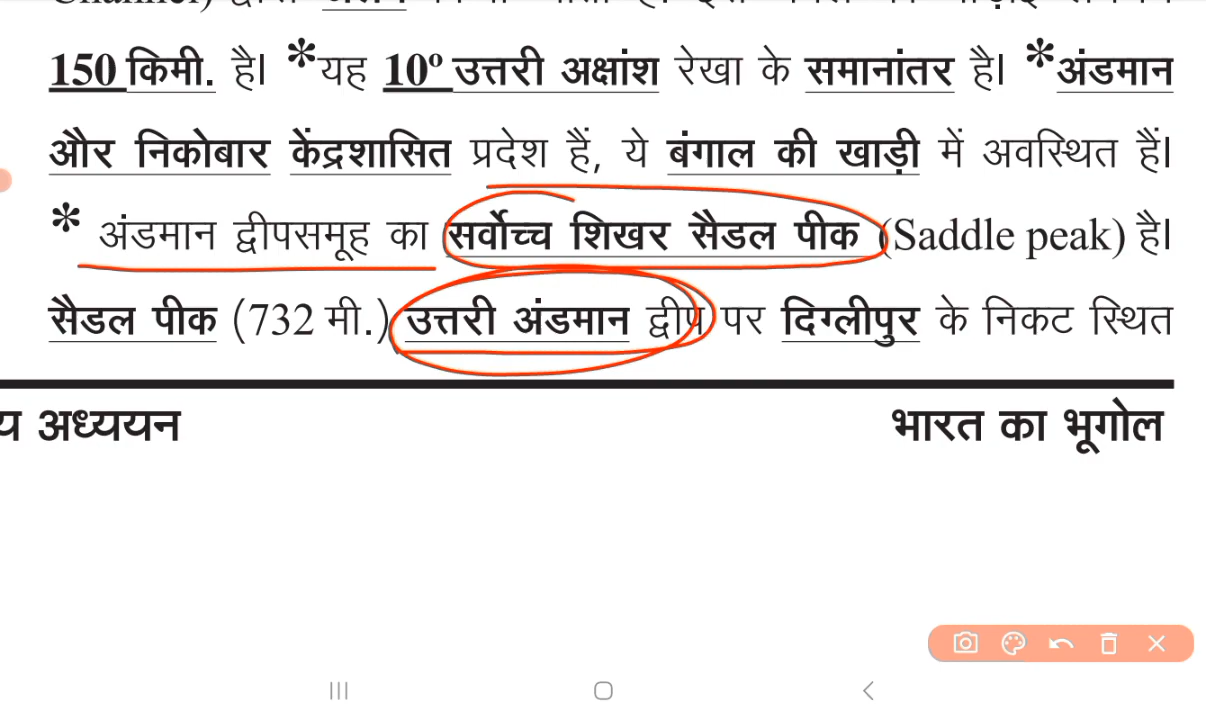 150 किमी. है। *यह 10º उत्तरी अक्षांश रेखा के समानांतर है। *अंडमान
और निकोबार केंद्रशासित प्रदेश हैं, ये बंगाल की खाड़ी में अवस्थित हैं।
* अंडमान द्वीपसमूह का सर्वोच्च शिखर सैडल पीक (Saddle peak) है।
सैडल पीक (732 मी.) उत्तरी अंडमान द्वीप पर दिग्लीपुर के निकट स्थित
य अध्ययन भारत का भूगोल